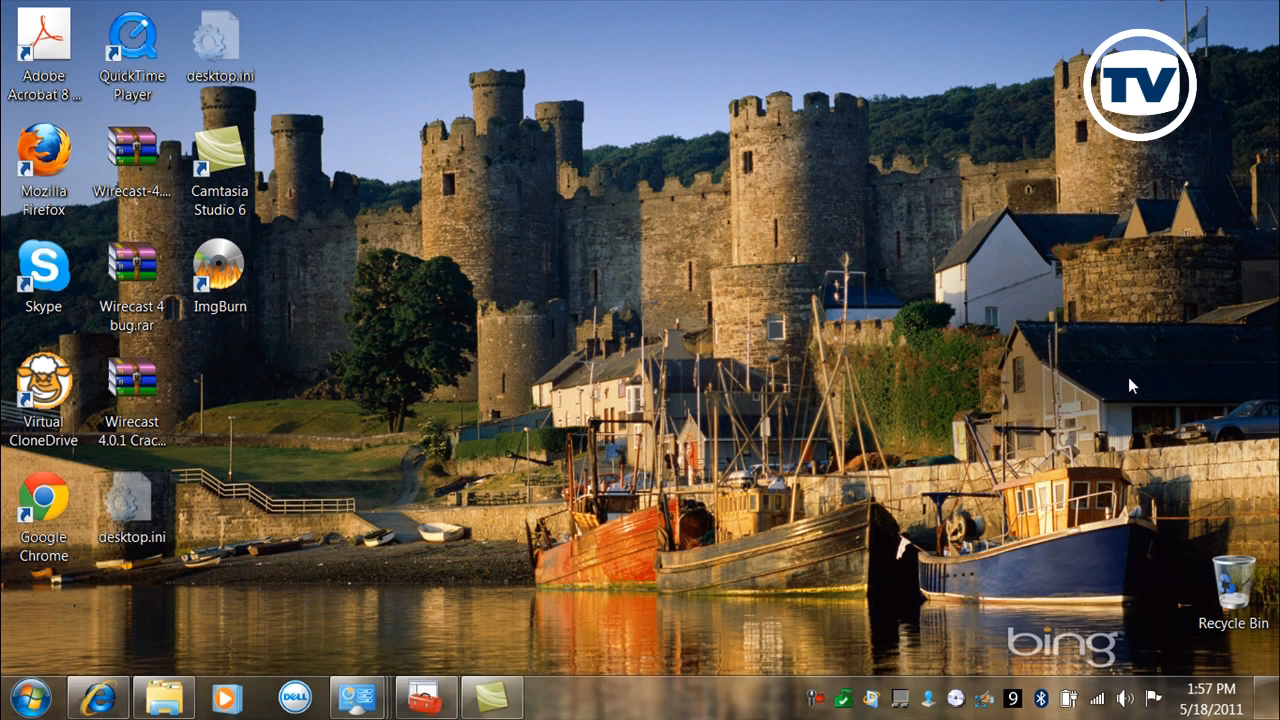 TV
Adobe
Acrobat 8 ...
QuickTime
Player
desktop.ini
Mozilla
Firefox
Wirecast-4....
Camtasia
Studio 6
Skype
Wirecast 4
bug.rar
ImgBurn
Virtual
CloneDrive
Wirecast
4.0.1 Crac...
Google
Chrome
desktop.ini
Recycle Bin
bing
DELL
9
1:57 PM
5/18/2011